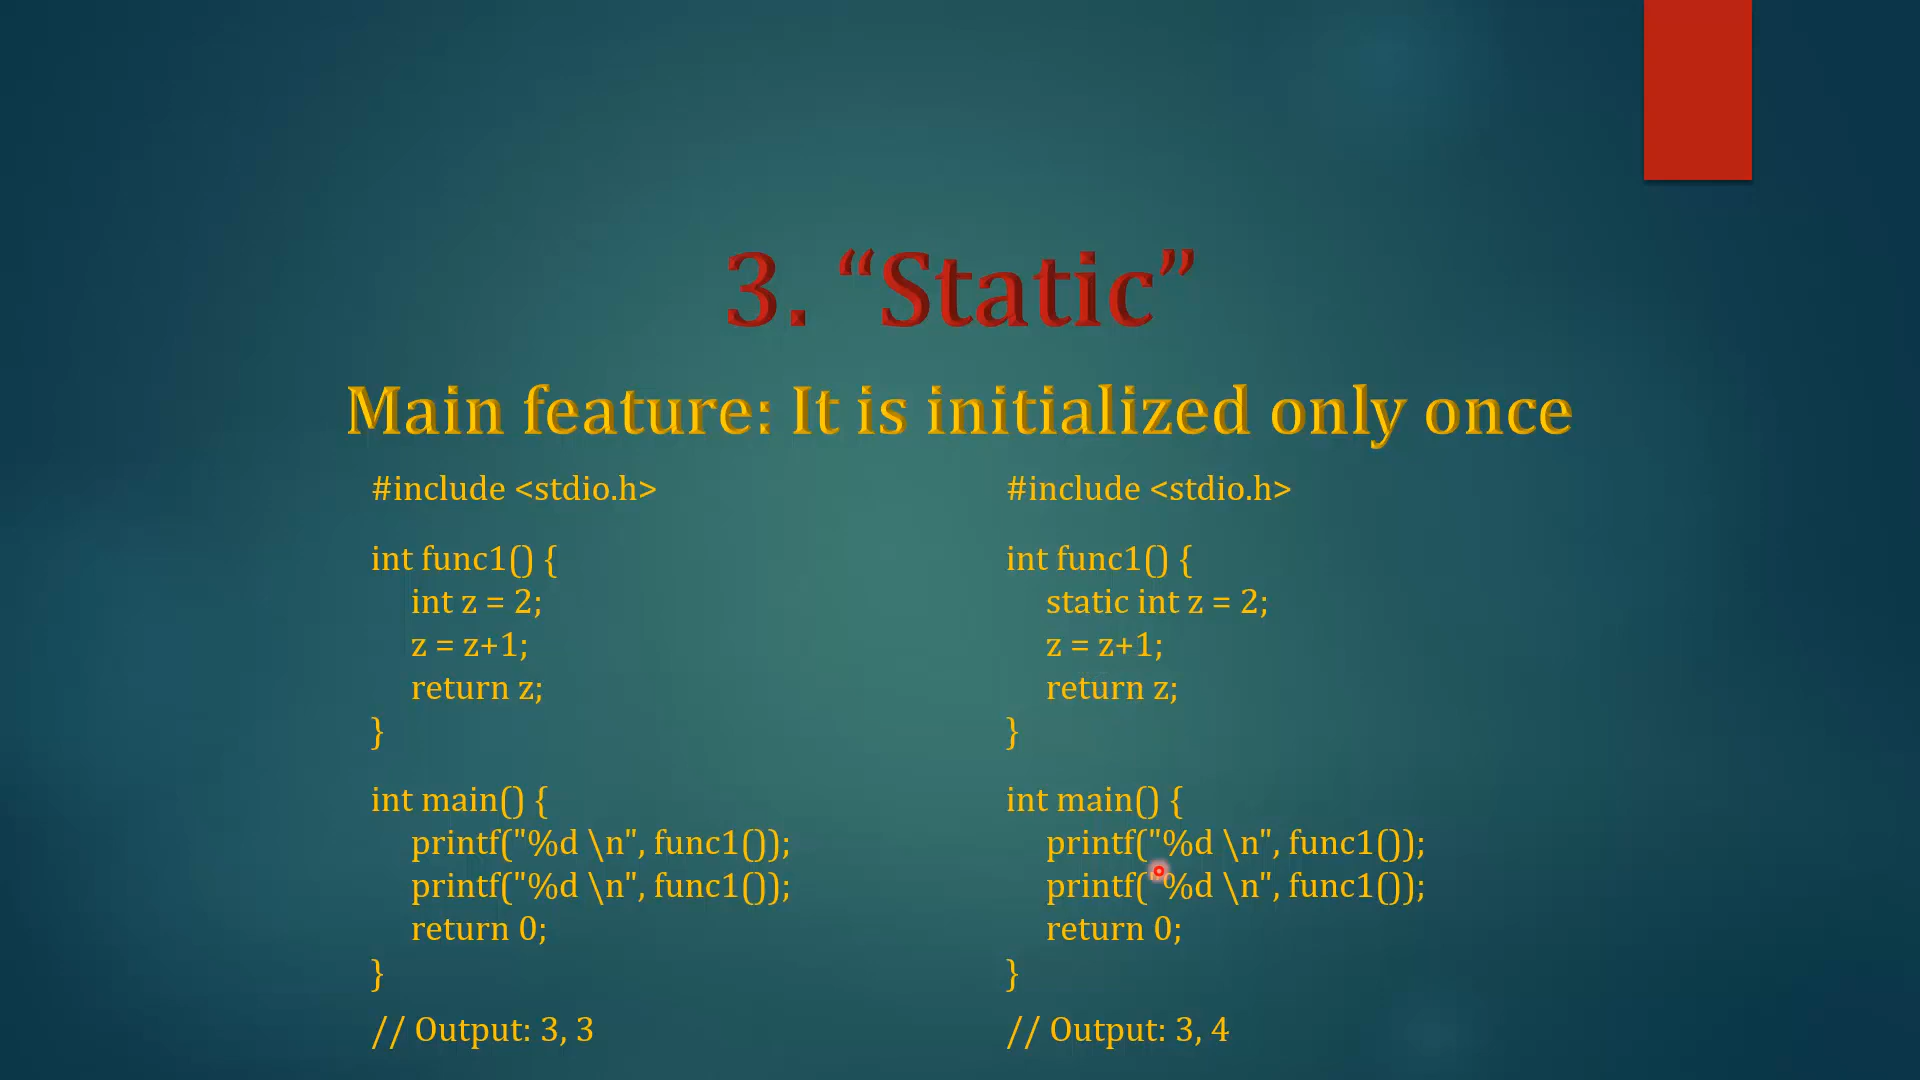 3. “Static”
Main feature: It is initialized only once
#include <stdio.h>
int func1() {
int z = 2;
z = z+1;
return z;
}
int main() {
printf("%d \n", func1());
printf("%d \n", func1());
return 0;
}
// Output: 3, 3
#include <stdio.h>
int func1() {
static int z = 2;
z = z+1;
return z;
}
int main() {
printf("%d \n", func1());
printf("%d \n", func1());
return 0;
}
// Output: 3, 4